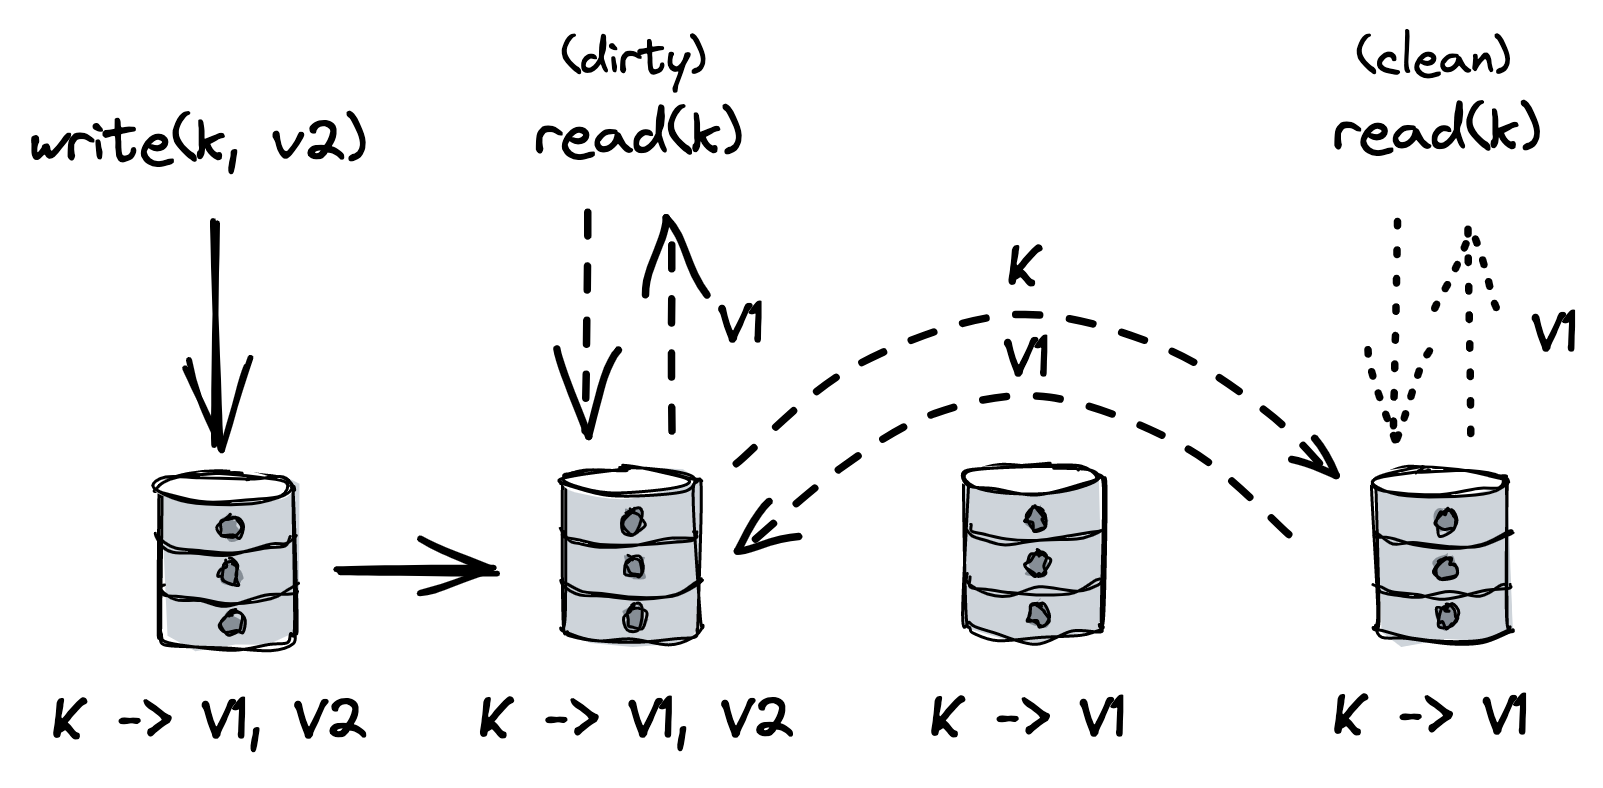 (dirty)
(clean)
write(k, v2)
read(k)
read(k)
K
V1
V1
V1
K -> V1, V2
K -> V1, V2
K -> V1
K -> V1